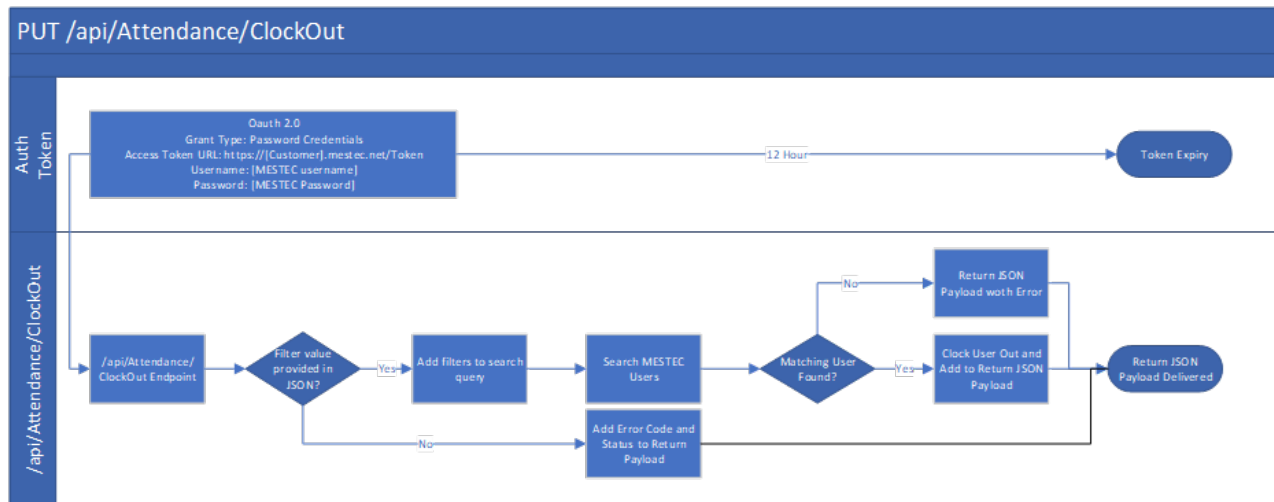 PUT /api/Attendance/ClockOut
Auth
Token
Oauth 2.0
Grant Type: Password Credentials
Access Token URL: https://[Customer].mestec.net/Token
Username: [MESTEC username]
Password: [MESTEC Password]
12 Hour
Token Expiry
/api/Attendance/ClockOut
/api/Attendance/
ClockOut Endpoint
Filter value
provided in
JSON?
Yes
Add filters to search
query
Search MESTEC
Users
Matching User
Found?
No
Return JSON
Payload woth Error
Yes
Clock User Out and
Add to Return JSON
Payload
Return JSON
Payload Delivered
No
Add Error Code and
Status to Return
Payload